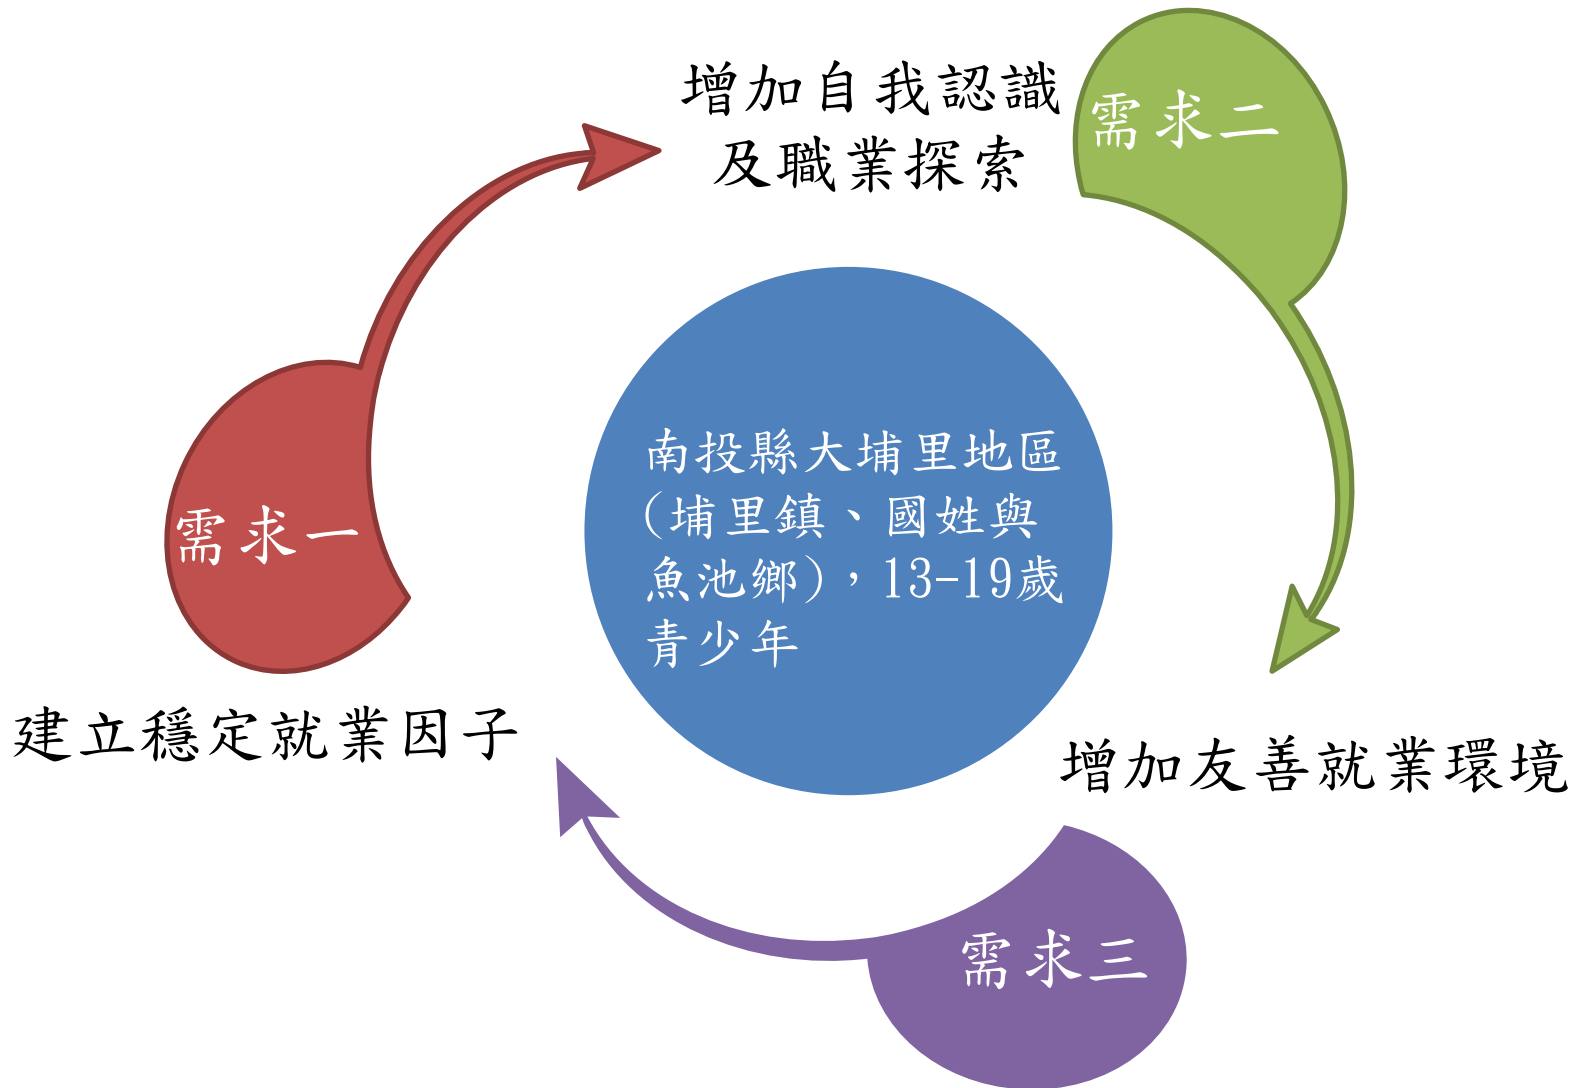 增加自我認識
及職業探索
需求二
需求一
南投縣大埔里地區
(埔里鎮、國姓與
魚池鄉)，13-19歲
青少年
建立穩定就業因子
增加友善就業環境
需求三